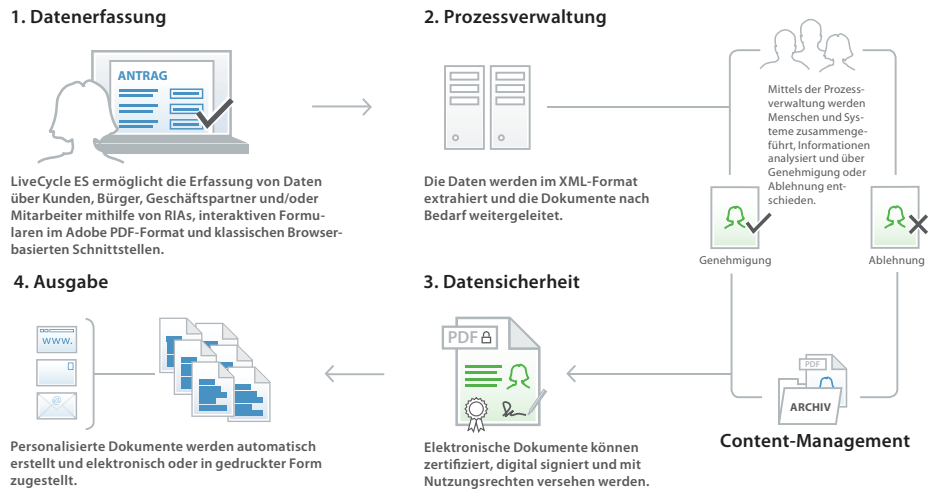 1. Datenerfassung
ANTRAG
LiveCycle ES ermöglicht die Erfassung von Daten
über Kunden, Bürger, Geschäftspartner und/oder
Mitarbeiter mithilfe von RIAs, interaktiven Formu-
laren im Adobe PDF-Format und klassischen Browser-
basierten Schnittstellen.
2. Prozessverwaltung
Die Daten werden im XML-Format
extrahiert und die Dokumente nach
Bedarf weitergeleitet.
Mittels der Prozess-
verwaltung werden
Menschen und Sys-
teme zusammenge-
führt, Informationen
analysiert und über
Genehmigung oder
Ablehnung ent-
schieden.
Genehmigung
Ablehnung
PDF
ARCHIV
Content-Management
3. Datensicherheit
PDF
Elektronische Dokumente können
zertifiziert, digital signiert und mit
Nutzungsrechten versehen werden.
4. Ausgabe
www.
@
Personalisierte Dokumente werden automatisch
erstellt und elektronisch oder in gedruckter Form
zugestellt.